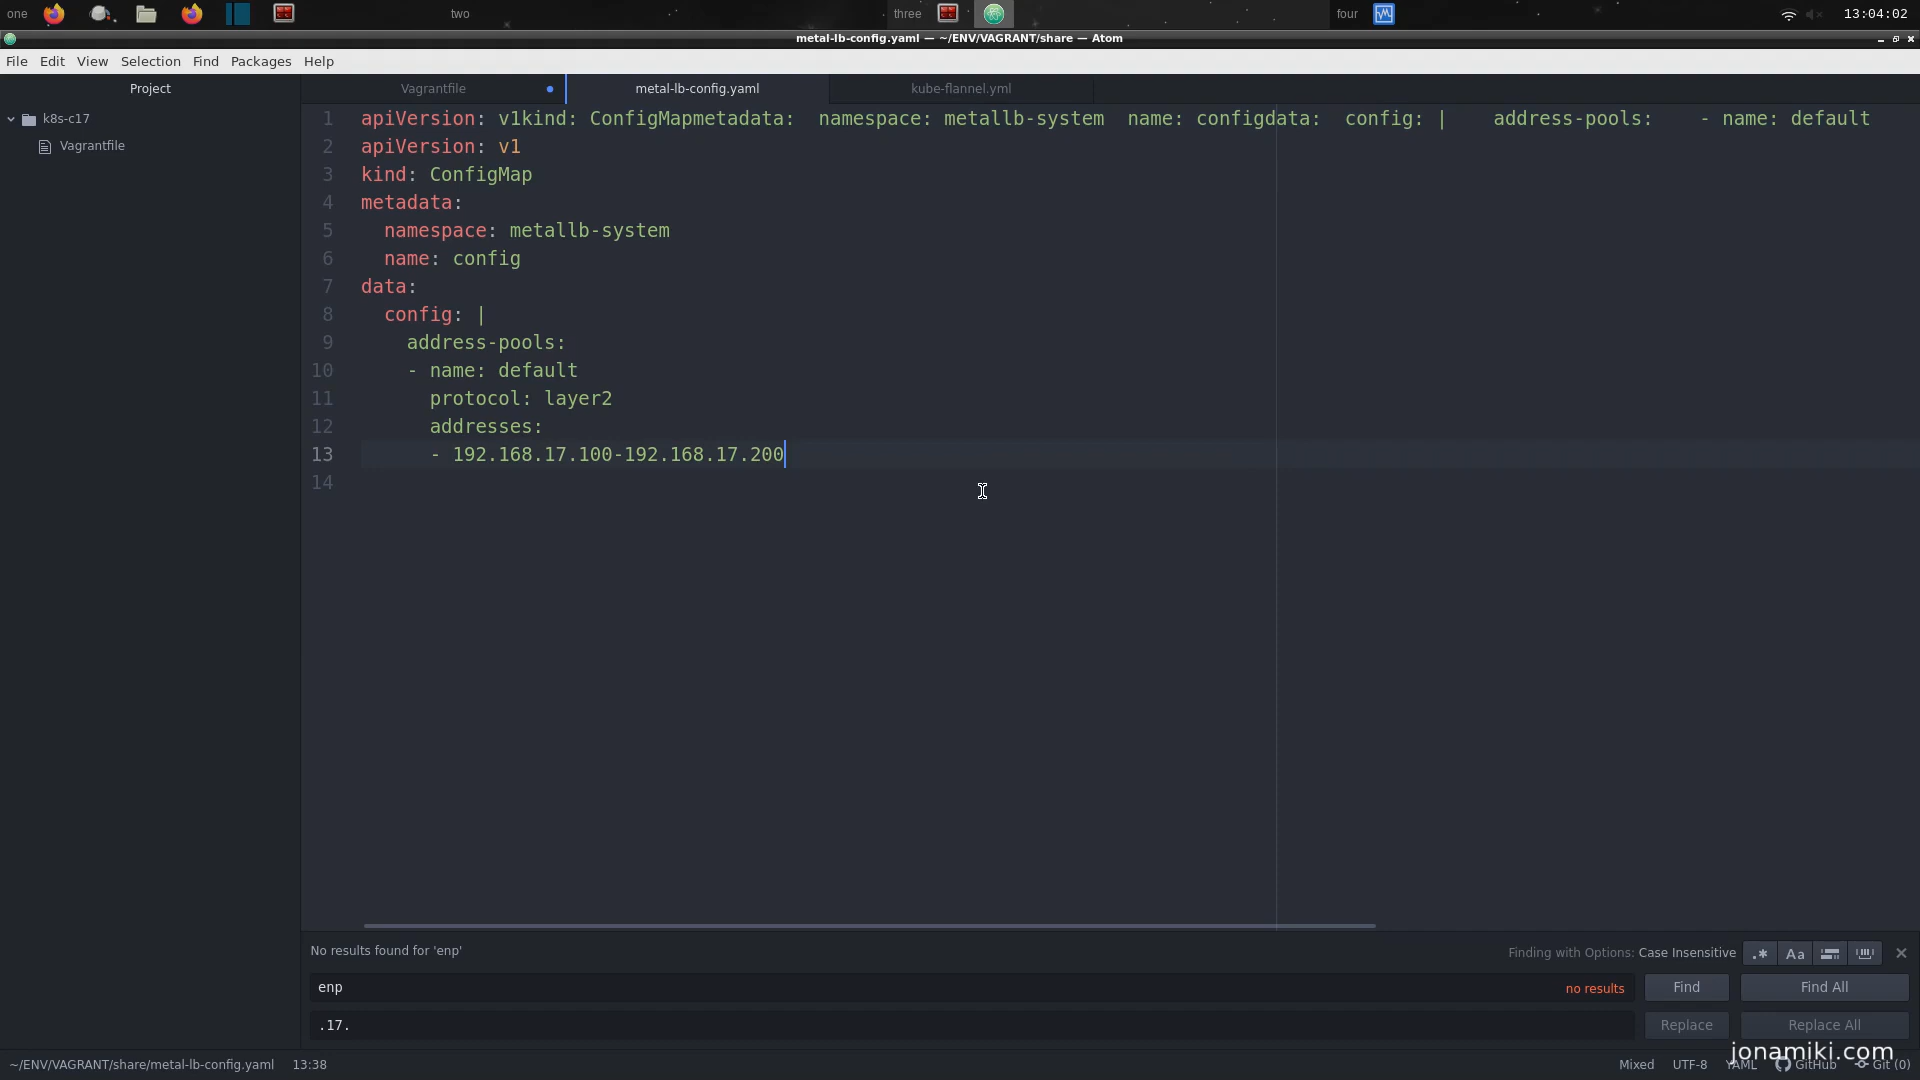 one
two
three
four
13:04:02
metal-lb-config.yaml — ~/ENV/VAGRANT/share — Atom
File Edit View Selection Find Packages Help
Project
Vagrantfile
metal-lb-config.yaml
kube-flannel.yml
k8s-c17
Vagrantfile
1 apiVersion: v1kind: ConfigMapmetadata:  namespace: metallb-system  name: configdata:  config: |    address-pools:    - name: default
2 apiVersion: v1
3 kind: ConfigMap
4 metadata:
5   namespace: metallb-system
6   name: config
7 data:
8   config: |
9     address-pools:
10     - name: default
11       protocol: layer2
12       addresses:
13       - 192.168.17.100-192.168.17.200
14
No results found for 'enp'
Finding with Options: Case Insensitive
.* Aa
enp
no results
Find
Find All
.17.
Replace
Replace All
jonamiki.com
~/ENV/VAGRANT/share/metal-lb-config.yaml 13:38
Mixed UTF-8 YAML GitHub Git (0)